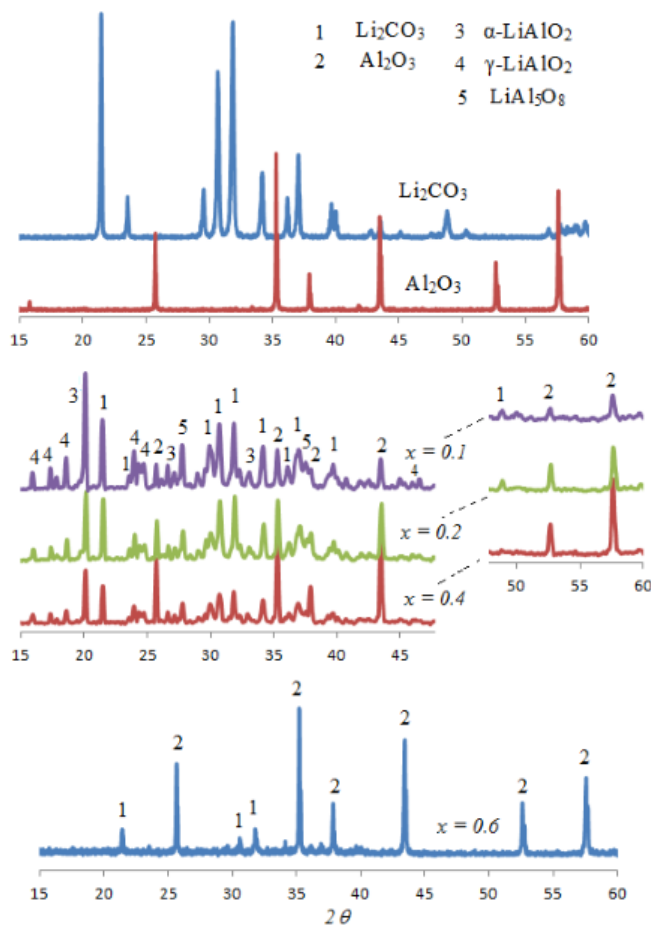 1 Li₂CO₃ 3 α-LiAlO₂
2 Al₂O₃ 4 γ-LiAlO₂
5 LiAl₅O₈
Li₂CO₃
Al₂O₃
15 20 25 30 35 40 45 50 55 60
3 1 1 1
4 4 4 4 4 1 2 3 5 1 3 1 2 1 1 5 2 1 2 4
x = 0.1
x = 0.2
x = 0.4
15 20 25 30 35 40 45
1 2 2
50 55 60
2 2 2 2 2 2
1 1 1
x = 0.6
15 20 25 30 35 40 45 50 55 60
2 θ